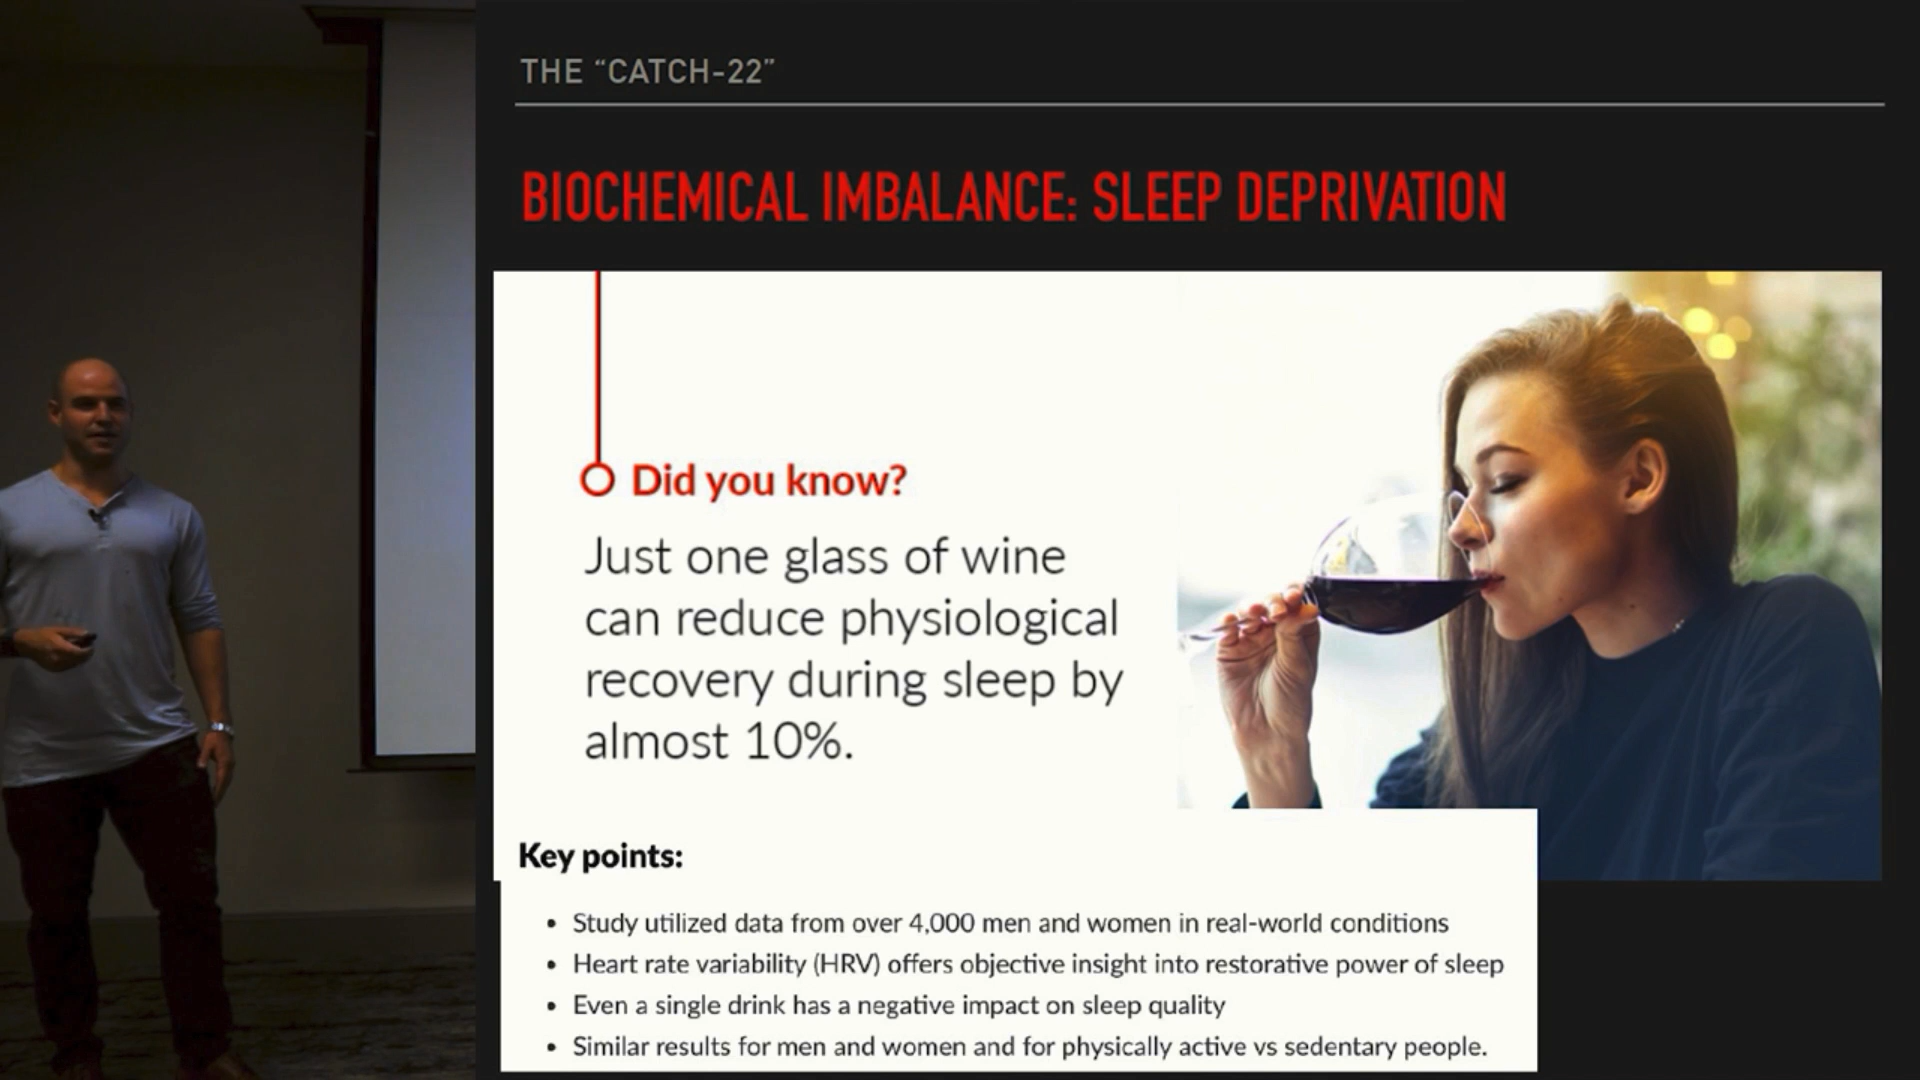 THE “CATCH-22”
BIOCHEMICAL IMBALANCE: SLEEP DEPRIVATION
Did you know?
Just one glass of wine
can reduce physiological
recovery during sleep by
almost 10%.
Key points:
• Study utilized data from over 4,000 men and women in real-world conditions
• Heart rate variability (HRV) offers objective insight into restorative power of sleep
• Even a single drink has a negative impact on sleep quality
• Similar results for men and women and for physically active vs sedentary people.